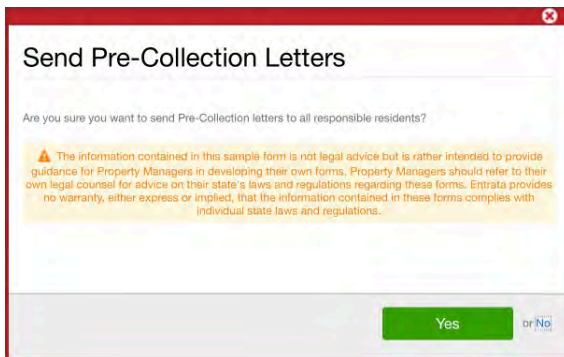 Send Pre-Collection Letters
Are you sure you want to send Pre-Collection letters to all responsible residents?
The information contained in this sample form is not legal advice but is rather intended to provide
guidance for Property Managers in developing their own forms. Property Managers should refer to their
own legal counsel for advice on their state's laws and regulations regarding these forms. Entrata provides
no warranty, either express or implied, that the information contained in these forms complies with
individual state laws and regulations.
Yes or No